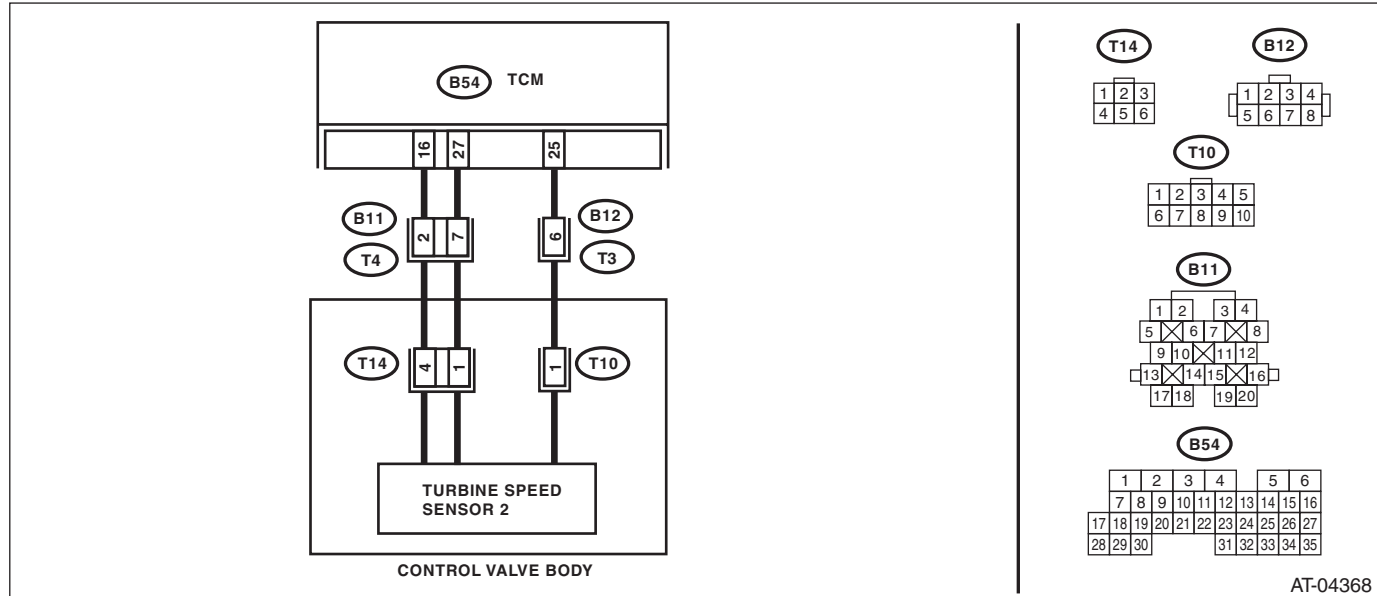 B54 TCM
16 27 25
B11 B12
2 7 6
T4 T3
T14 4 1 1 T10
TURBINE SPEED
SENSOR 2
CONTROL VALVE BODY
T14
1 2 3
4 5 6
B12
1 2 3 4
5 6 7 8
T10
1 2 3 4 5
6 7 8 9 10
B11
1 2 3 4
5 6 7 8
9 10 11 12
13 14 15 16
17 18 19 20
B54
1 2 3 4 5 6
7 8 9 10 11 12 13 14 15 16
17 18 19 20 21 22 23 24 25 26 27
28 29 30 31 32 33 34 35
AT-04368